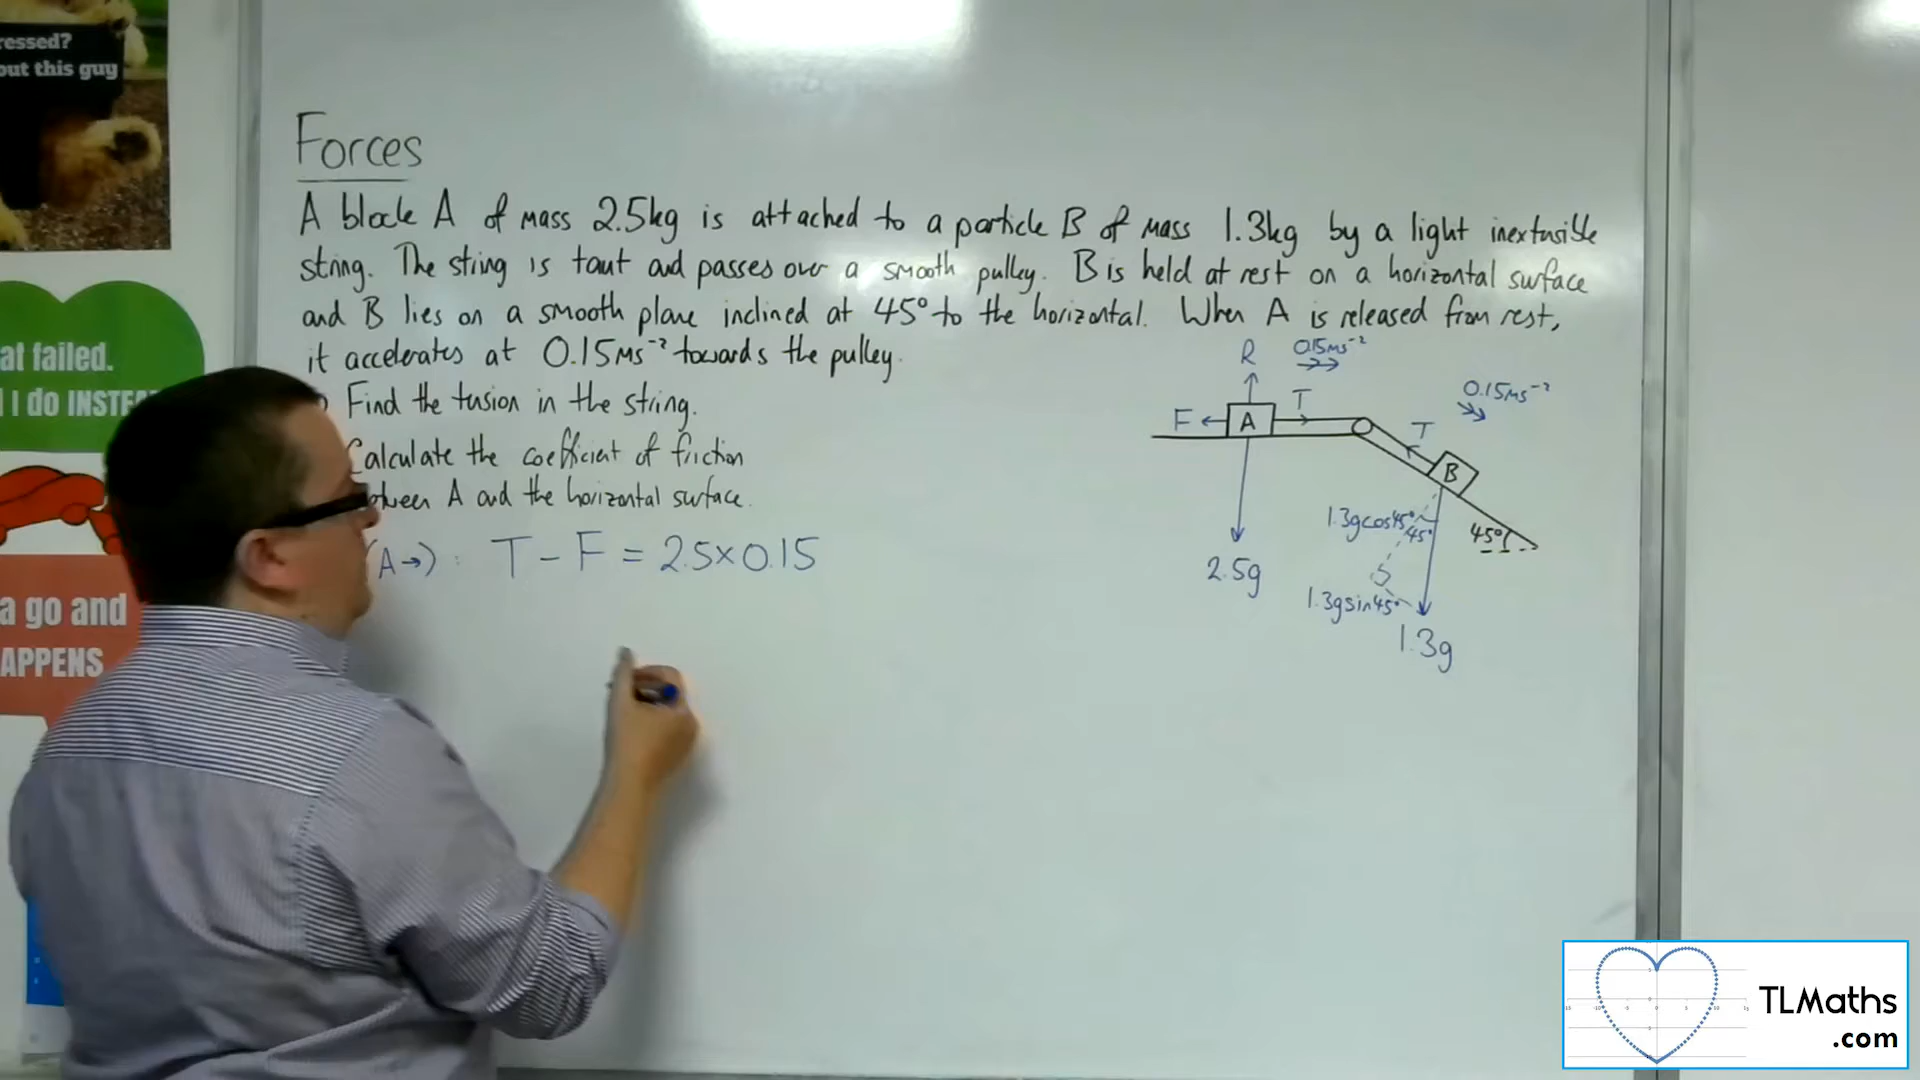 ressed?
out this guy
at failed.
I do INSTEA
a go and
APPENS
Forces
A block A of mass 2.5kg is attached to a particle B of mass 1.3kg by a light inextensible
string. The string is taut and passes over a smooth pulley. B is held at rest on a horizontal surface
and B lies on a smooth plane inclined at 45° to the horizontal. When A is released from rest,
it accelerates at 0.15ms⁻² towards the pulley.
Find the tension in the string.
Calculate the coefficient of friction
between A and the horizontal surface.
(A→): T - F = 2.5×0.15
R
0.15ms⁻²
0.15ms⁻²
F
A
T
T
B
1.3gcos45°
45°
45°
2.5g
1.3gsin45°
1.3g
TLMaths
.com